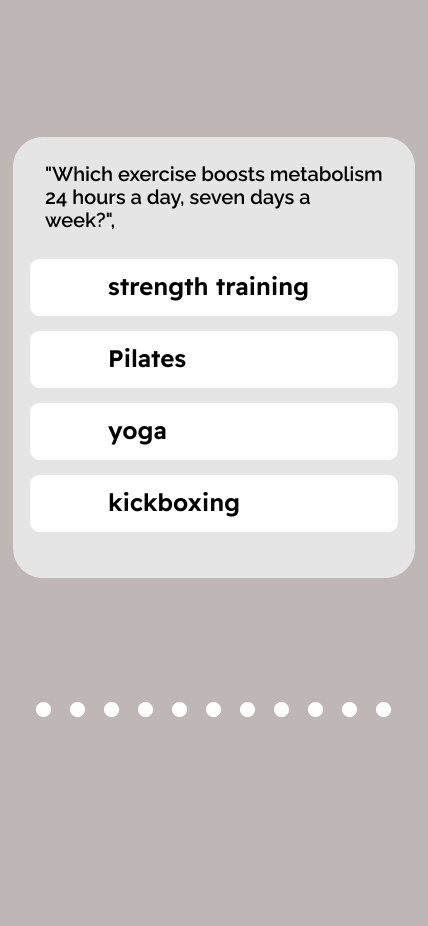 "Which exercise boosts metabolism
24 hours a day, seven days a
week?",
strength training
Pilates
yoga
kickboxing